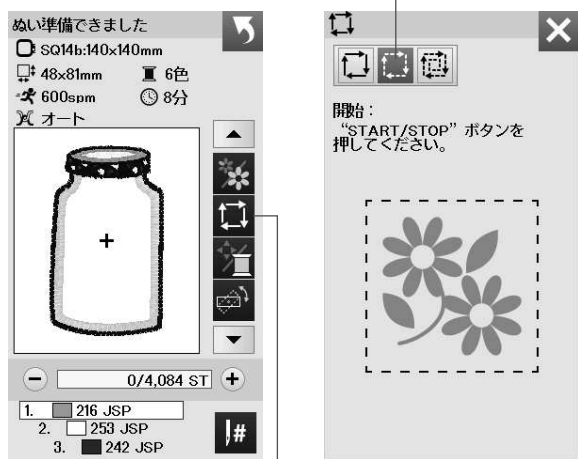 ぬい準備できました
SQ14b:140x140mm
48x81mm 6色
600spm 8分
オート
0/4,084 ST
1. 216 JSP
2. 253 JSP
3. 242 JSP
#
開始：
“START/STOP”ボタンを
押してください。